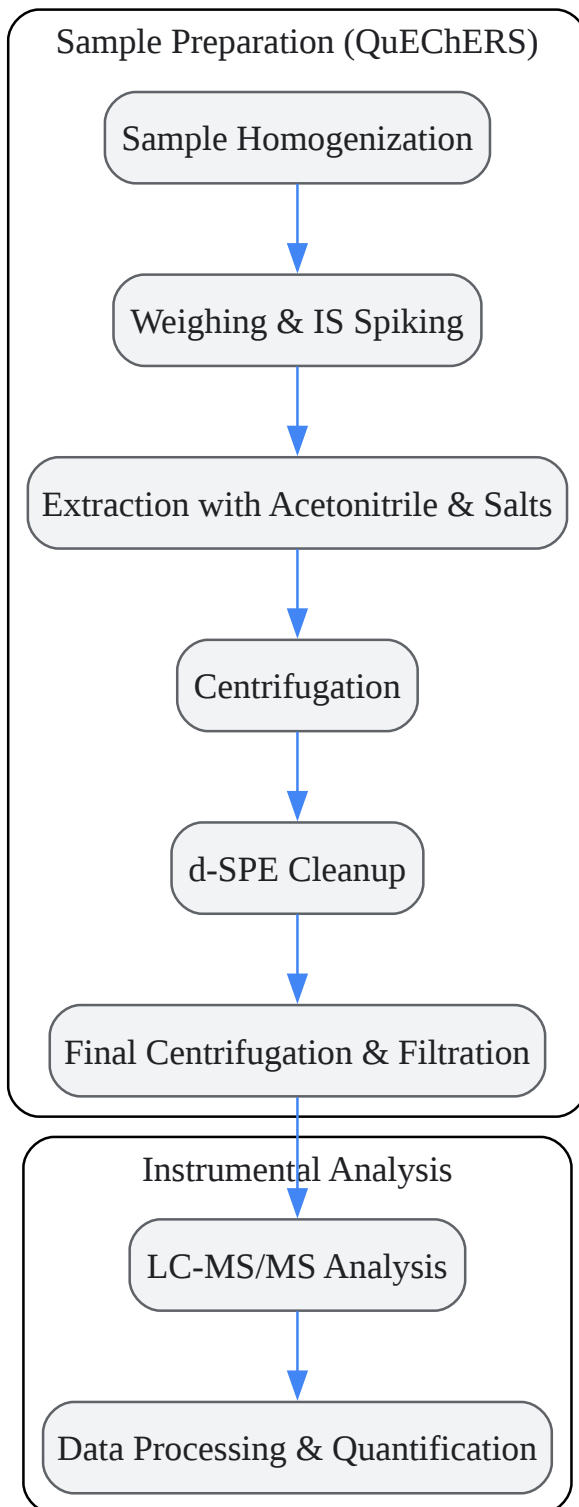 Sample Preparation (QuEChERS)
Sample Homogenization
Weighing & IS Spiking
Extraction with Acetonitrile & Salts
Centrifugation
d-SPE Cleanup
Final Centrifugation & Filtration
Instrumental Analysis
LC-MS/MS Analysis
Data Processing & Quantification